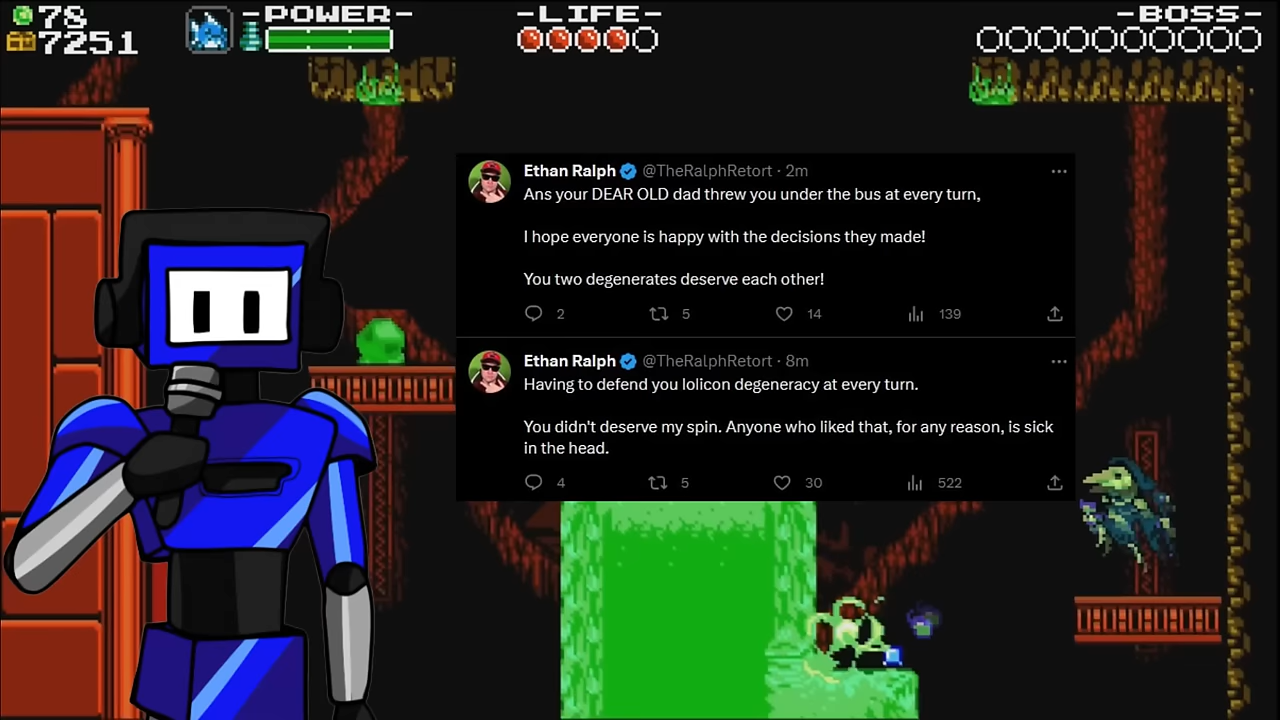 78
7251
-POWER-
-LIFE-
-BOSS-
Ethan Ralph @TheRalphRetort · 2m
Ans your DEAR OLD dad threw you under the bus at every turn,
I hope everyone is happy with the decisions they made!
You two degenerates deserve each other!
2 5 14 139
Ethan Ralph @TheRalphRetort · 8m
Having to defend you lolicon degeneracy at every turn.
You didn't deserve my spin. Anyone who liked that, for any reason, is sick
in the head.
4 5 30 522